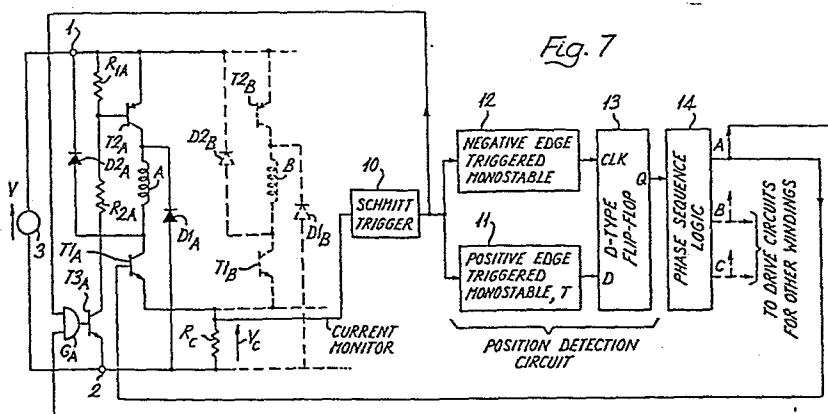 Fig. 7
1
R1A
T2A
D2A
A
R2A
D1A
T1A
V
3
T3A
GA
2
T2B
D2B
B
D1B
T1B
RC
VC
CURRENT
MONITOR
10
SCHMITT
TRIGGER
12
NEGATIVE EDGE
TRIGGERED
MONOSTABLE
11
POSITIVE EDGE
TRIGGERED
MONOSTABLE, T
13
CLK
Q
D
D-TYPE
FLIP-FLOP
POSITION DETECTION
CIRCUIT
14
PHASE SEQUENCE
LOGIC
A
B
C
TO DRIVE CIRCUITS
FOR OTHER WINDINGS